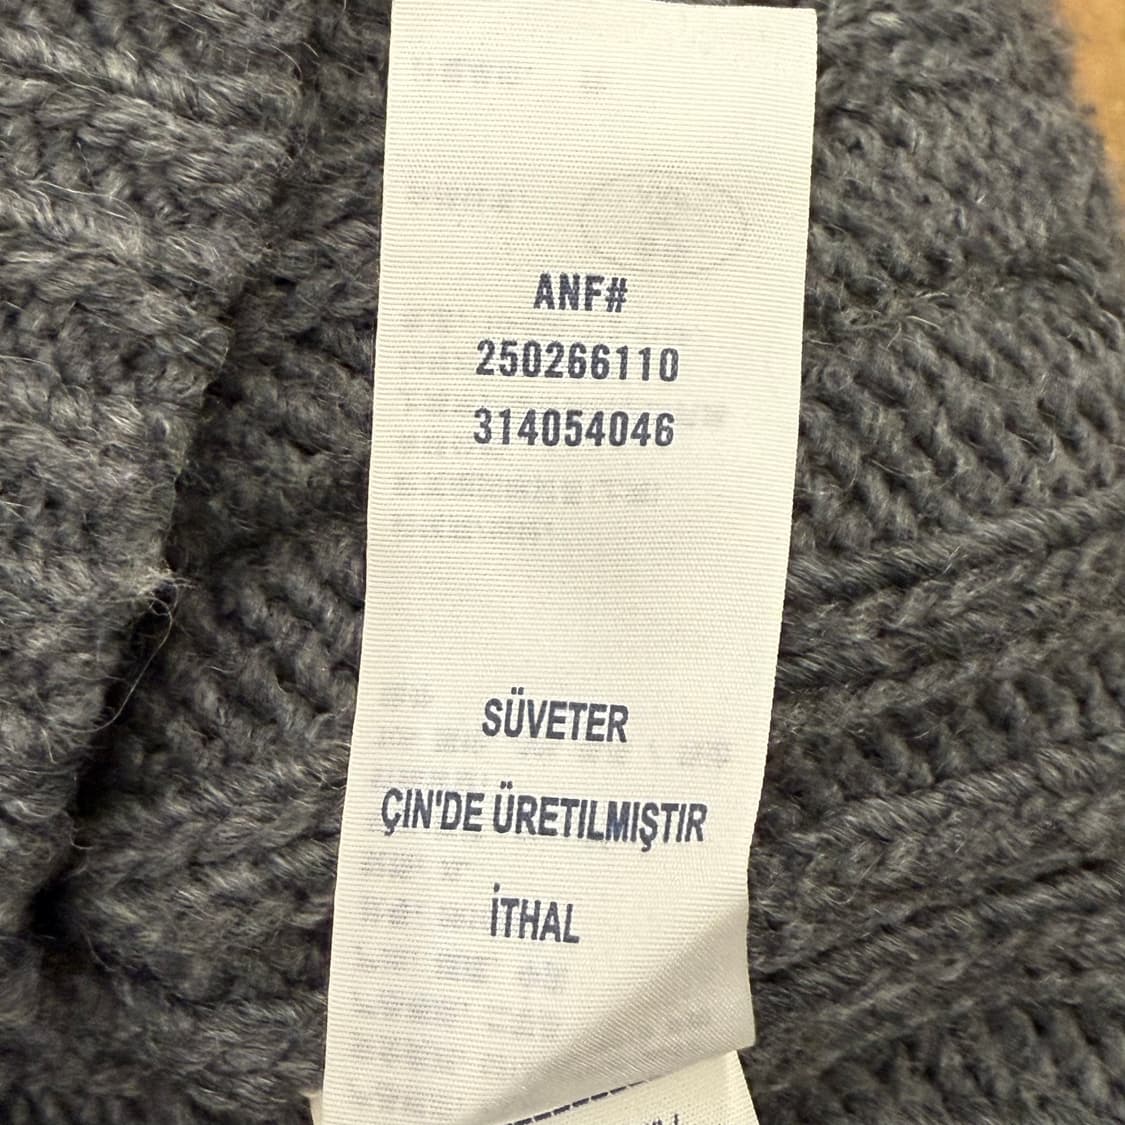 ANF#
250266110
314054046
SÜVETER
ÇIN'DE ÜRETILMIŞTIR
İTHAL